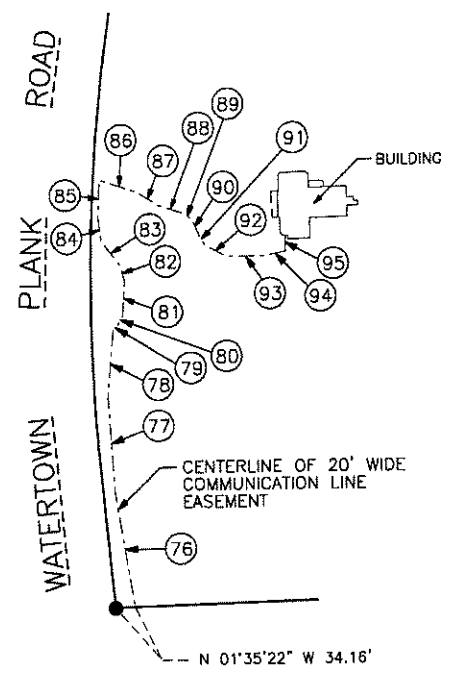 ROAD
PLANK
WATERTOWN
86
87
88
89
90
91
92
BUILDING
85
84
83
82
81
80
79
78
77
76
93
94
95
CENTERLINE OF 20' WIDE
COMMUNICATION LINE
EASEMENT
N 01°35'22" W 34.16'